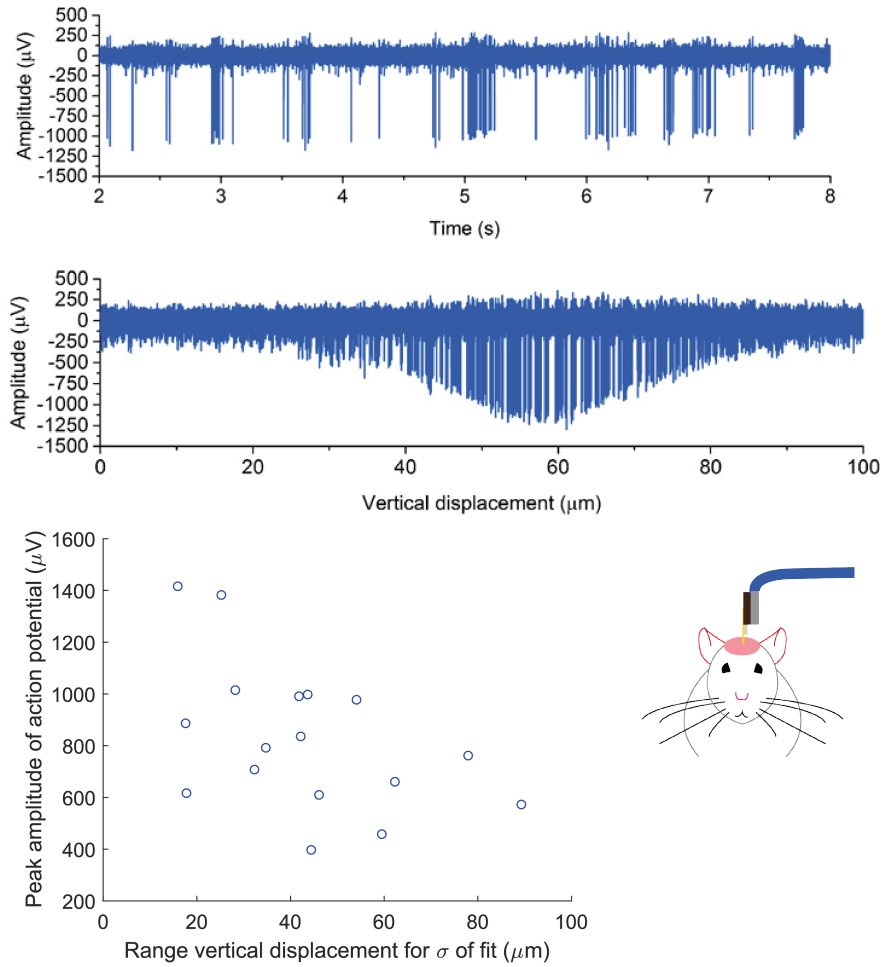 500
250
0
-250
-500
-750
-1000
-1250
-1500
Amplitude (μV)
2 3 4 5 6 7 8
Time (s)
500
250
0
-250
-500
-750
-1000
-1250
-1500
Amplitude (μV)
0 20 40 60 80 100
Vertical displacement (μm)
1600
1400
1200
1000
800
600
400
200
Peak amplitude of action potential (μV)
0 20 40 60 80 100
Range vertical displacement for σ of fit (μm)